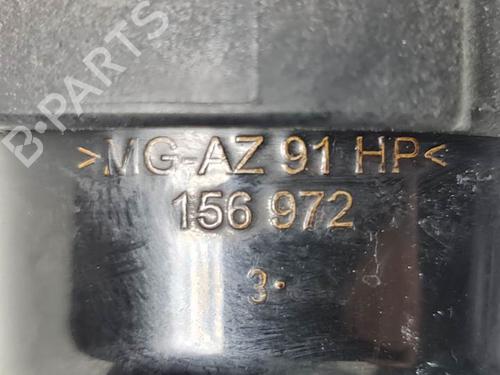 B-PARTS
>MG-AZ 91 HP<
156 972
3·